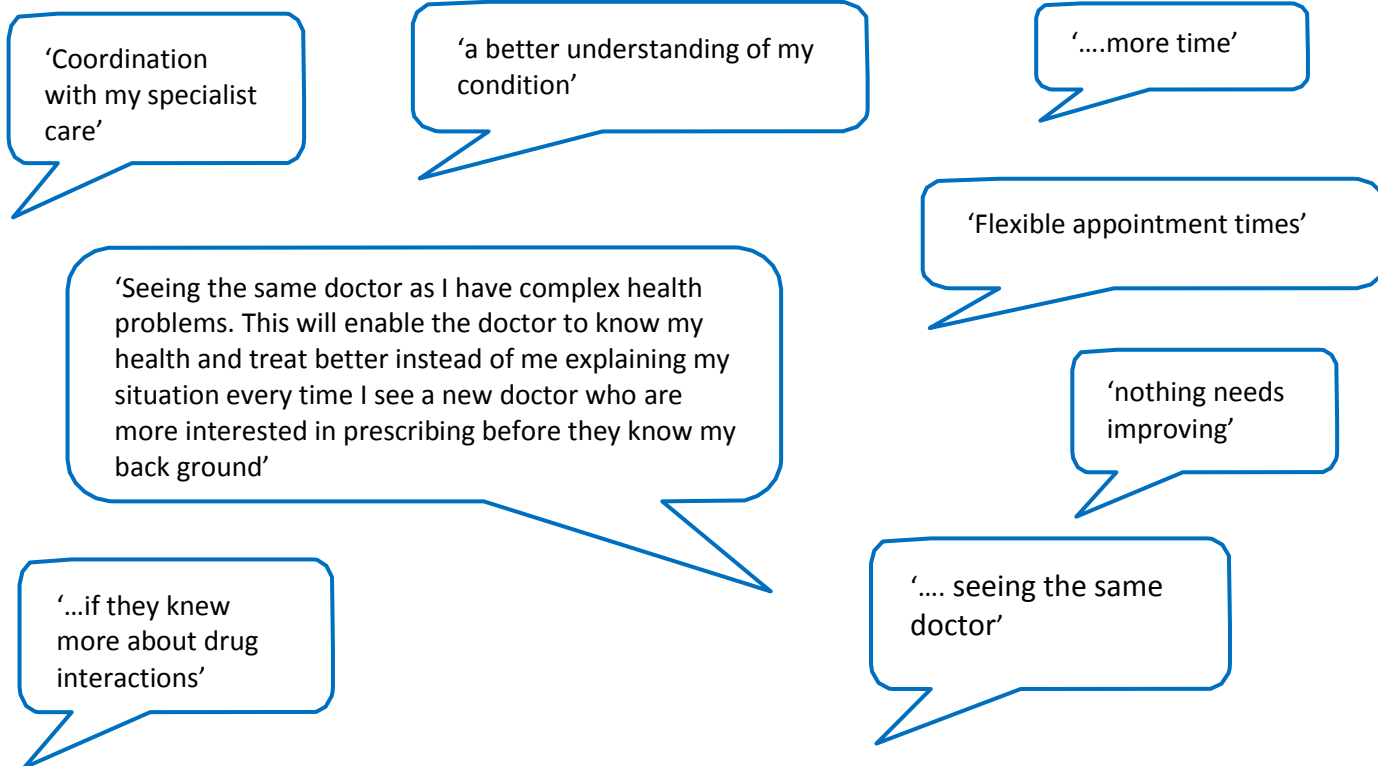 ‘Coordination
with my specialist
care’
‘a better understanding of my
condition’
‘....more time’
‘Flexible appointment times’
‘Seeing the same doctor as I have complex health
problems. This will enable the doctor to know my
health and treat better instead of me explaining my
situation every time I see a new doctor who are
more interested in prescribing before they know my
back ground’
‘nothing needs
improving’
‘…if they knew
more about drug
interactions’
‘…. seeing the same
doctor’